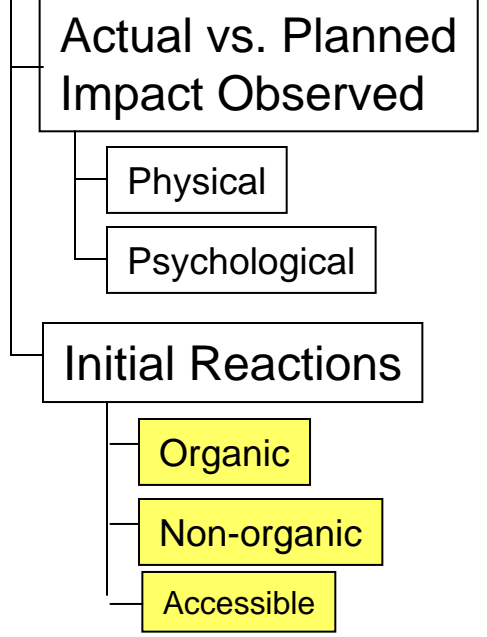 Actual vs. Planned
Impact Observed
Physical
Psychological
Initial Reactions
Organic
Non-organic
Accessible